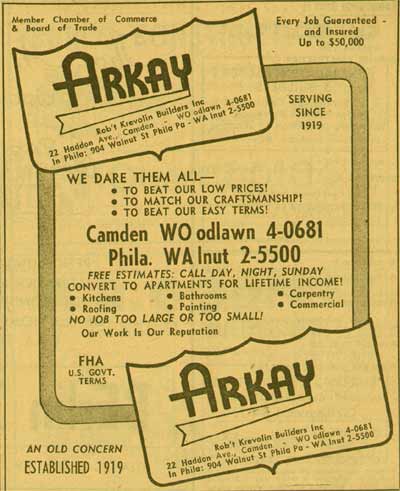 Member Chamber of Commerce
& Board of Trade
Every Job Guaranteed -
and Insured
Up to $50,000
ARKAY
Rob't Krevolin Builders Inc
22 Haddon Ave., Camden - WO odlawn 4-0681
In Phila: 904 Walnut St Phila Pa - WA lnut 2-5500
SERVING
SINCE
1919
WE DARE THEM ALL—
• TO BEAT OUR LOW PRICES!
• TO MATCH OUR CRAFTSMANSHIP!
• TO BEAT OUR EASY TERMS!
Camden WO odlawn 4-0681
Phila. WA lnut 2-5500
FREE ESTIMATES: CALL DAY, NIGHT, SUNDAY
CONVERT TO APARTMENTS FOR LIFETIME INCOME!
• Kitchens • Bathrooms • Carpentry
• Roofing • Painting • Commercial
NO JOB TOO LARGE OR TOO SMALL!
Our Work Is Our Reputation
FHA
U.S. GOVT.
TERMS
ARKAY
Rob't Krevolin Builders Inc
22 Haddon Ave., Camden - WO odlawn 4-0681
In Phila: 904 Walnut St Phila Pa - WA lnut 2-5500
AN OLD CONCERN
ESTABLISHED 1919